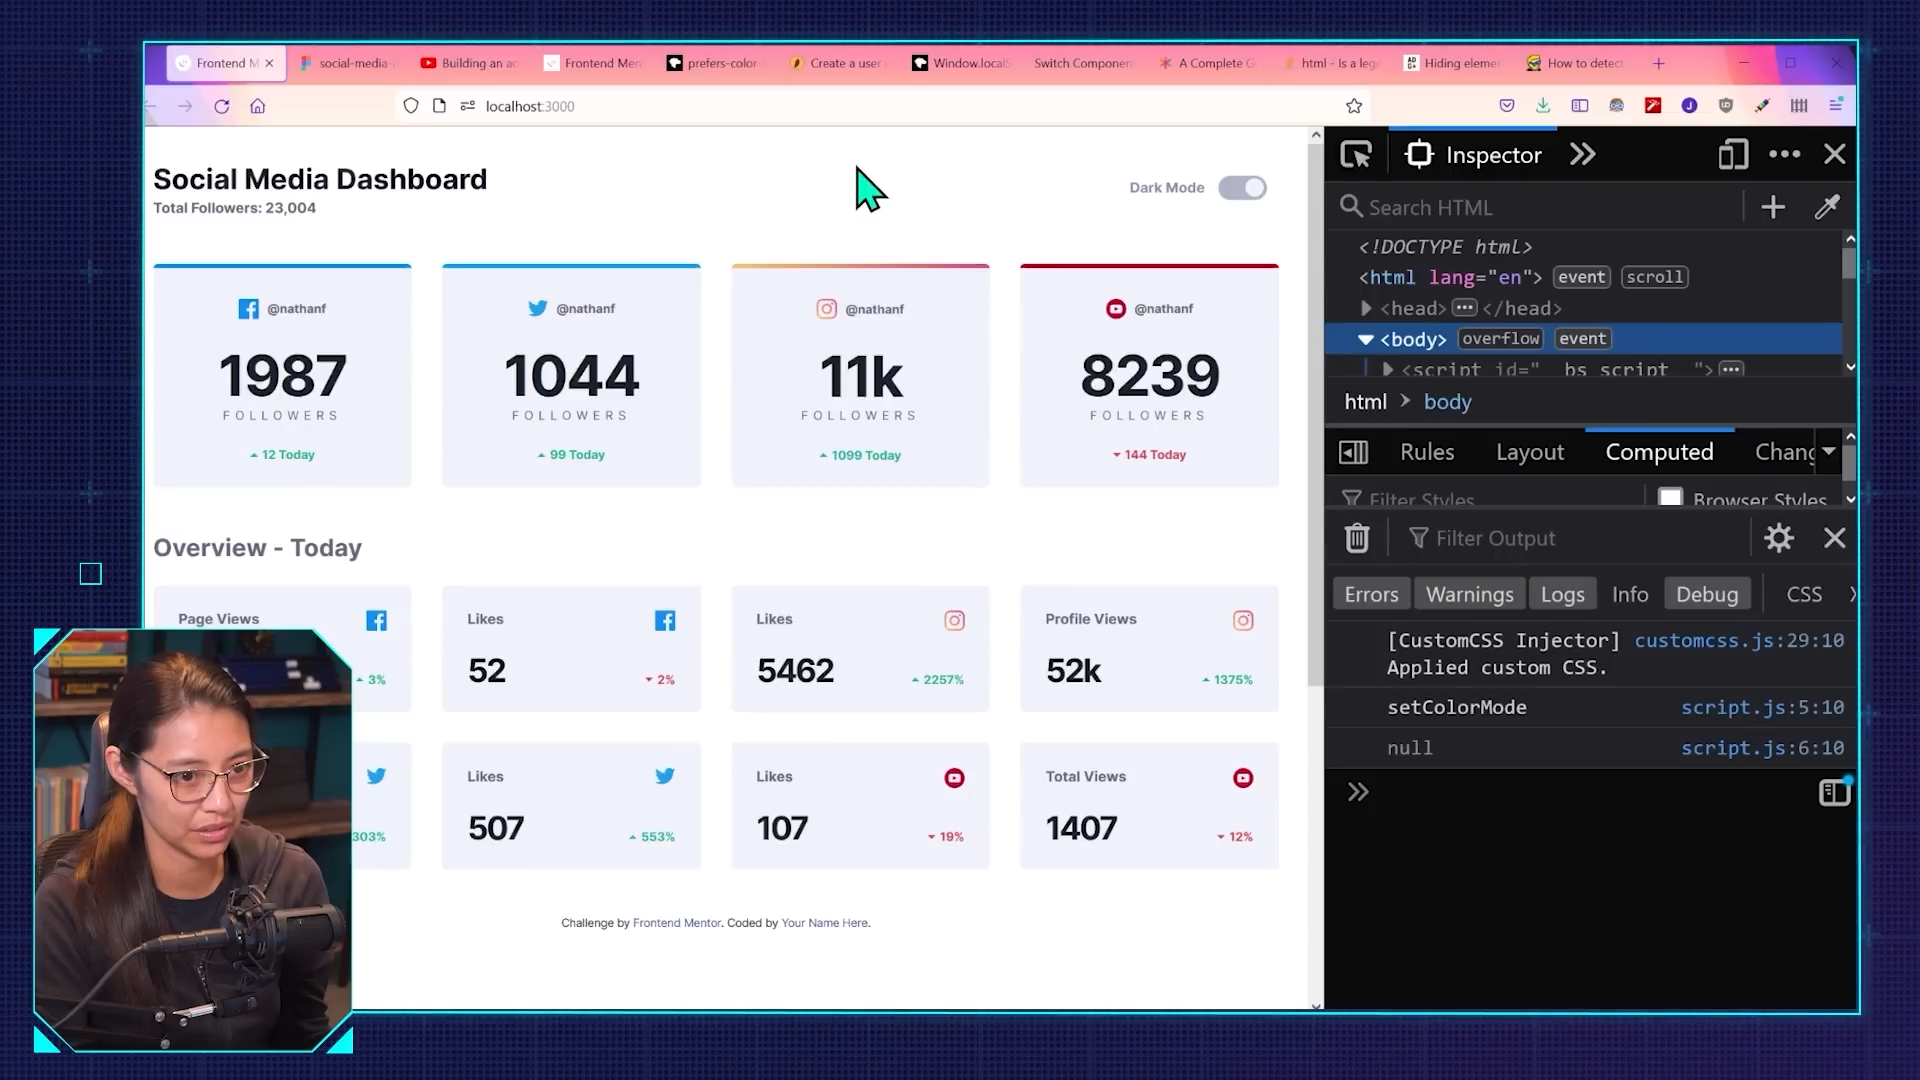 Frontend M
social-media-
Building an ac
Frontend Men
prefers-color-
Create a user
Window.localS
Switch Componen
A Complete G
html - Is a leg
Hiding elemen
How to detect
localhost:3000
Social Media Dashboard
Total Followers: 23,004
Dark Mode
@nathanf
1987
FOLLOWERS
12 Today
@nathanf
1044
FOLLOWERS
99 Today
@nathanf
11k
FOLLOWERS
1099 Today
@nathanf
8239
FOLLOWERS
144 Today
Overview - Today
Page Views
3%
Likes
52
2%
Likes
5462
2257%
Profile Views
52k
1375%
303%
Likes
507
553%
Likes
107
19%
Total Views
1407
12%
Challenge by Frontend Mentor. Coded by Your Name Here.
Inspector
Search HTML
<!DOCTYPE html>
<html lang="en"> event scroll
<head> ••• </head>
<body> overflow event
<script id="__bs_script__"> •••
html > body
Rules Layout Computed Chang
Filter Styles Browser Styles
Filter Output
Errors Warnings Logs Info Debug CSS
[CustomCSS Injector] customcss.js:29:10
Applied custom CSS.
setColorMode script.js:5:10
null script.js:6:10